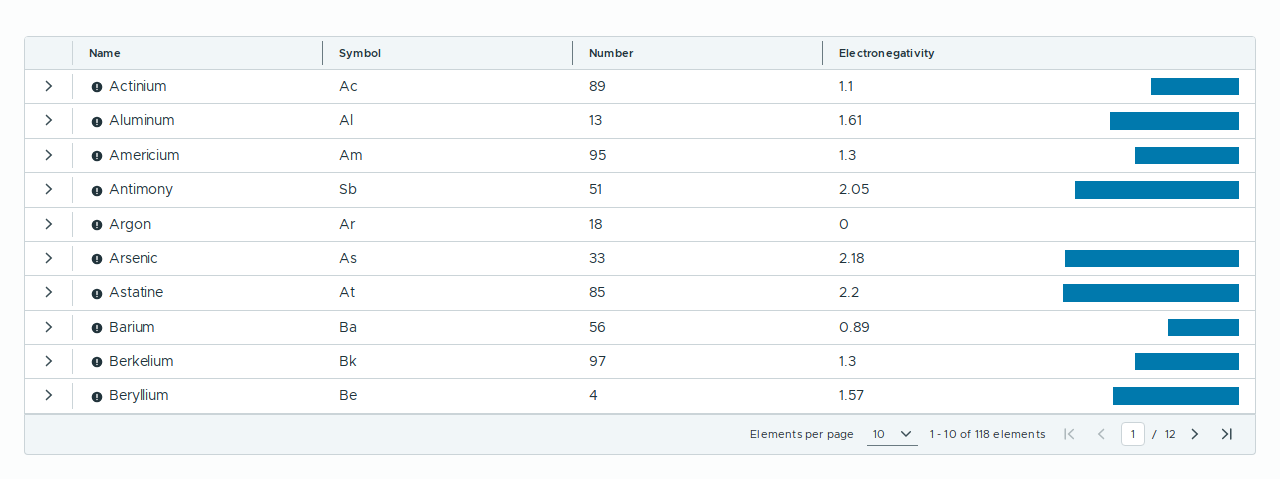 Name Symbol Number Electronegativity
Actinium Ac 89 1.1
Aluminum Al 13 1.61
Americium Am 95 1.3
Antimony Sb 51 2.05
Argon Ar 18 0
Arsenic As 33 2.18
Astatine At 85 2.2
Barium Ba 56 0.89
Berkelium Bk 97 1.3
Beryllium Be 4 1.57
Elements per page 10 1 - 10 of 118 elements 1 / 12